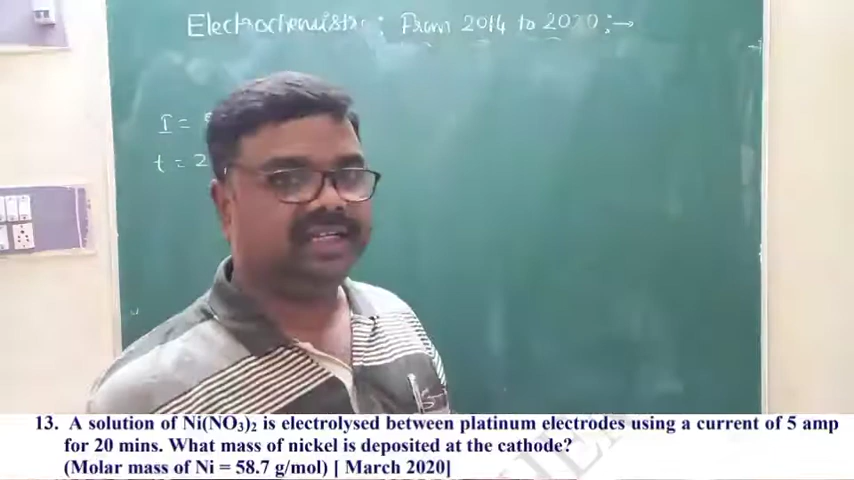 Electrochemistry: From 2014 to 2020:→
I =
t = 2
13. A solution of Ni(NO₃)₂ is electrolysed between platinum electrodes using a current of 5 amp
for 20 mins. What mass of nickel is deposited at the cathode?
(Molar mass of Ni = 58.7 g/mol) [ March 2020]